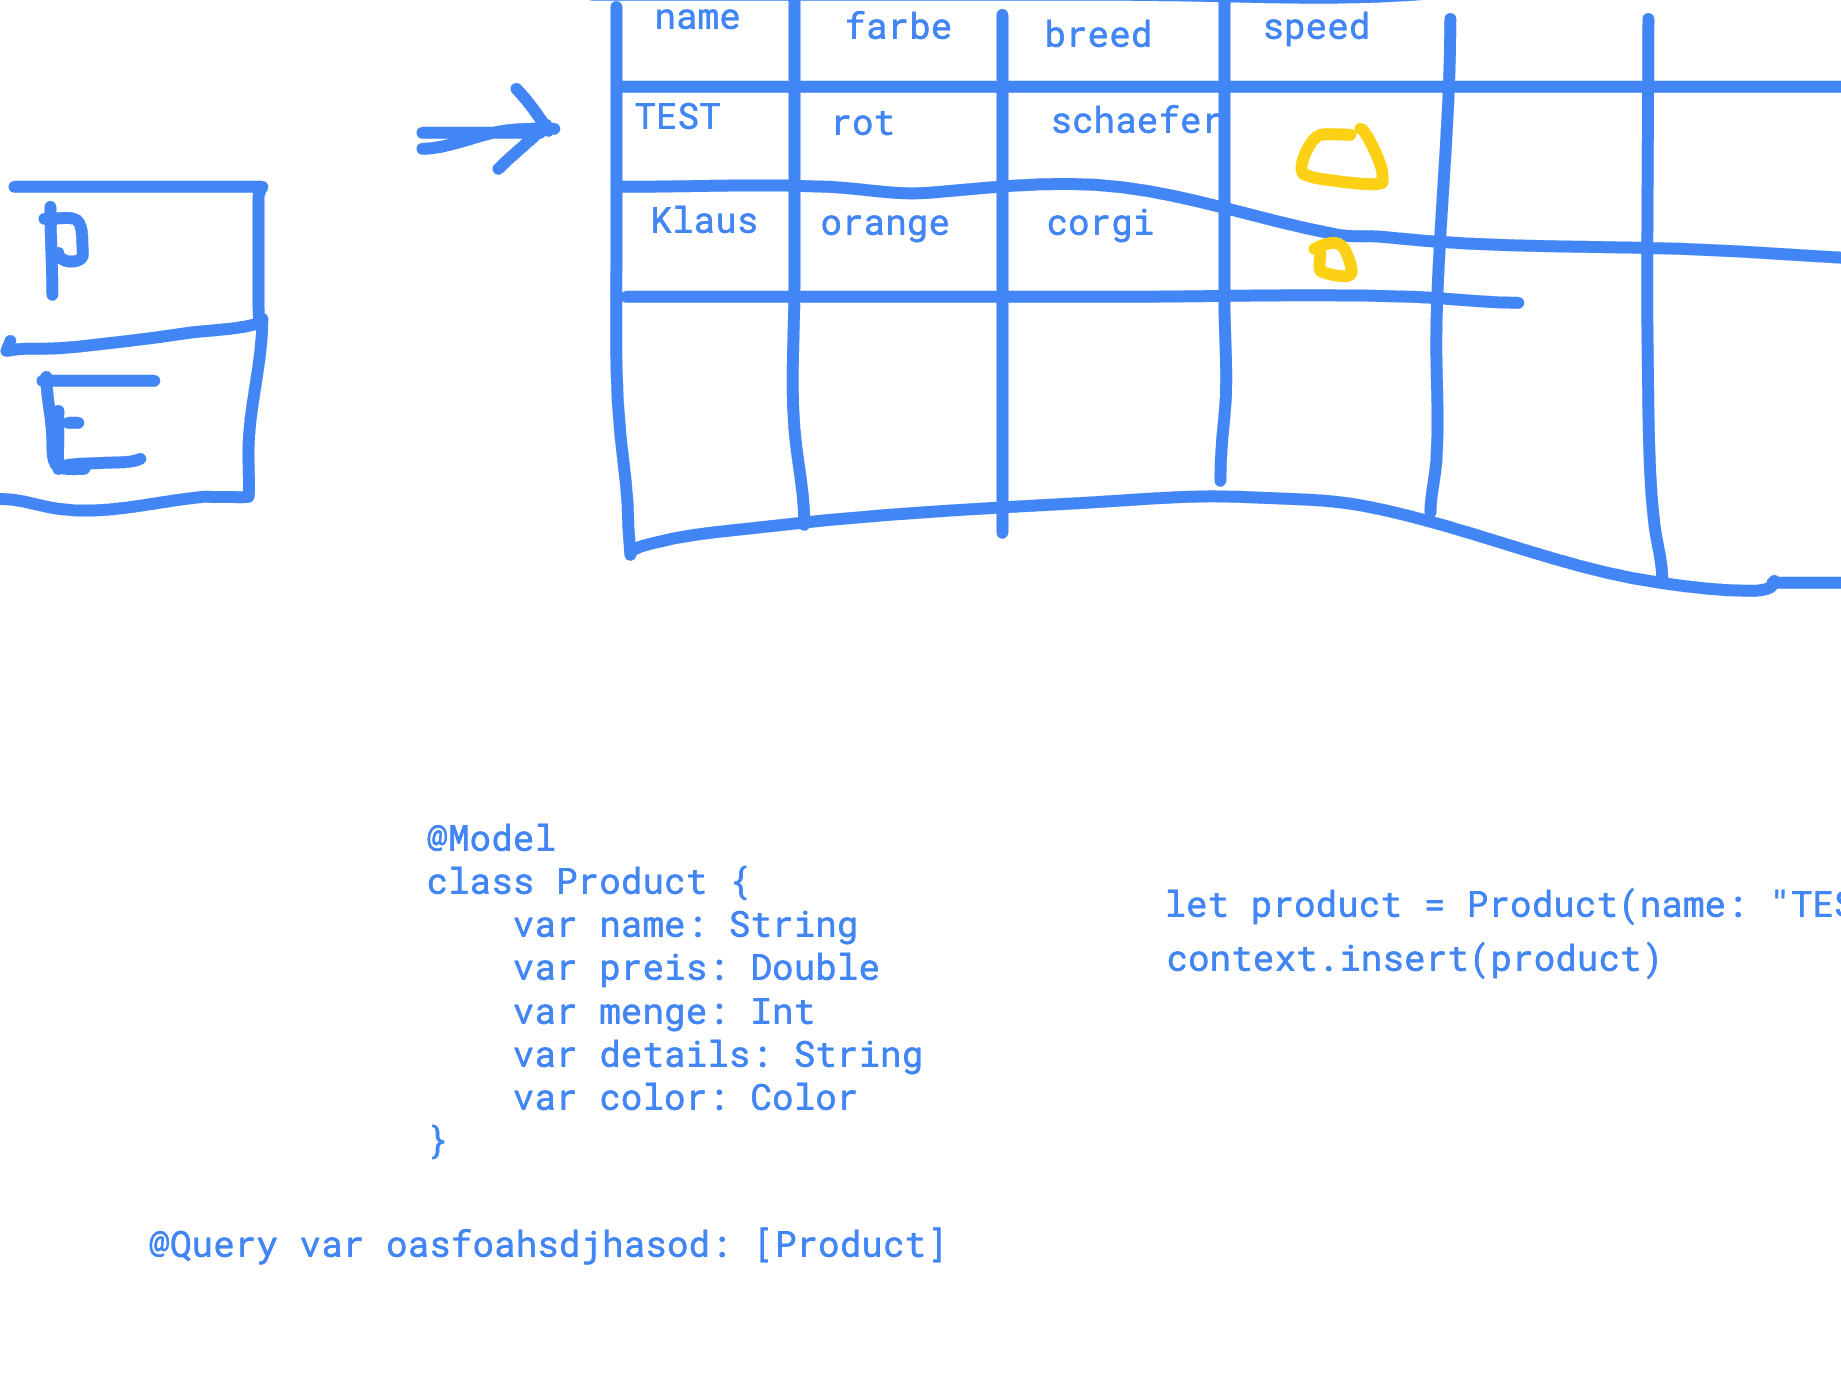 name farbe breed speed
TEST rot schaefer
Klaus orange corgi
P
E
@Model
class Product {
    var name: String
    var preis: Double
    var menge: Int
    var details: String
    var color: Color
}
let product = Product(name: "TES
context.insert(product)
@Query var oasfoahsdjhasod: [Product]